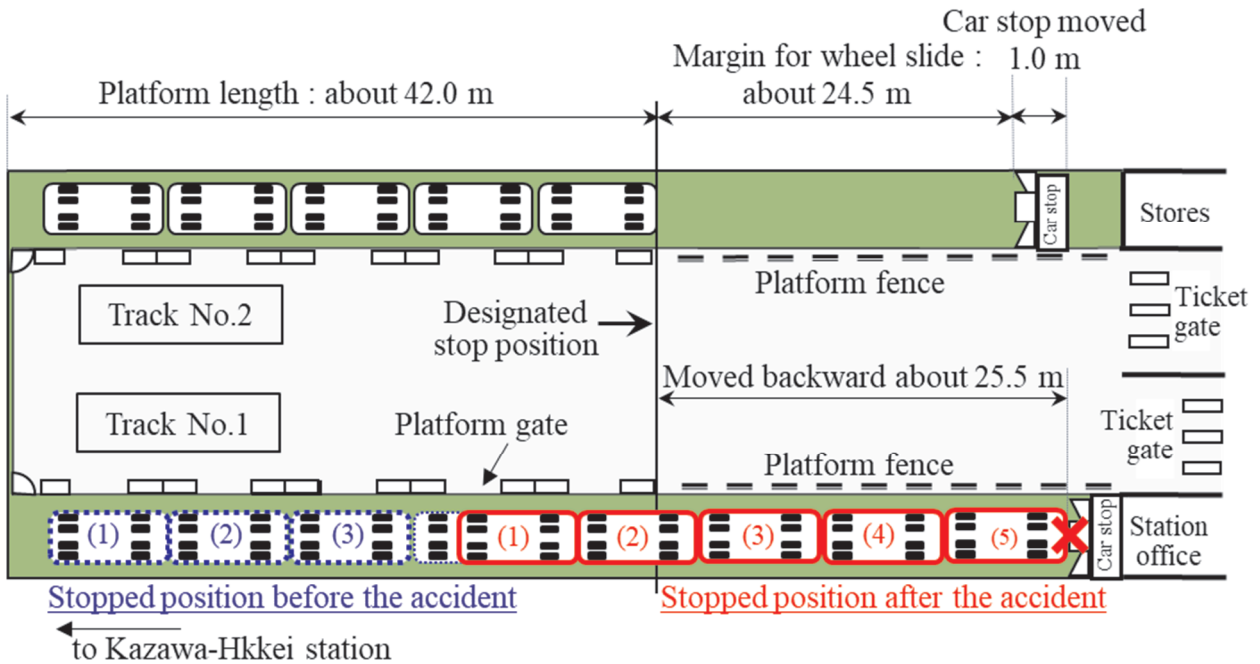 Car stop moved
Margin for wheel slide : 1.0 m
Platform length : about 42.0 m
about 24.5 m
Car stop
Stores
Platform fence
Track No.2
Designated
stop position
Ticket
gate
Moved backward about 25.5 m
Track No.1
Platform gate
Ticket
gate
Platform fence
(1) (2) (3) (1) (2) (3) (4) (5)
Car stop
Station
office
Stopped position before the accident
Stopped position after the accident
to Kazawa-Hkkei station